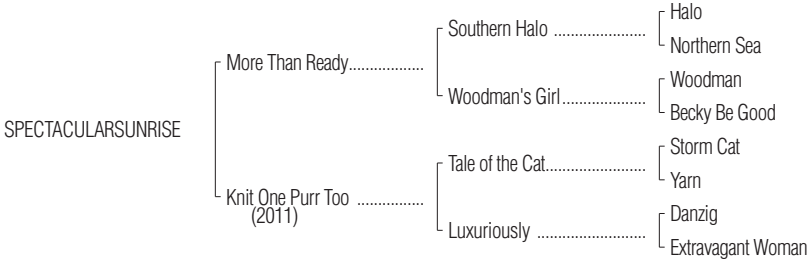 Halo
Southern Halo ......................
Northern Sea
More Than Ready..................
Woodman
Woodman's Girl....................
Becky Be Good
SPECTACULARSUNRISE
Storm Cat
Tale of the Cat........................
Yarn
Knit One Purr Too ................
(2011)
Danzig
Luxuriously ..........................
Extravagant Woman